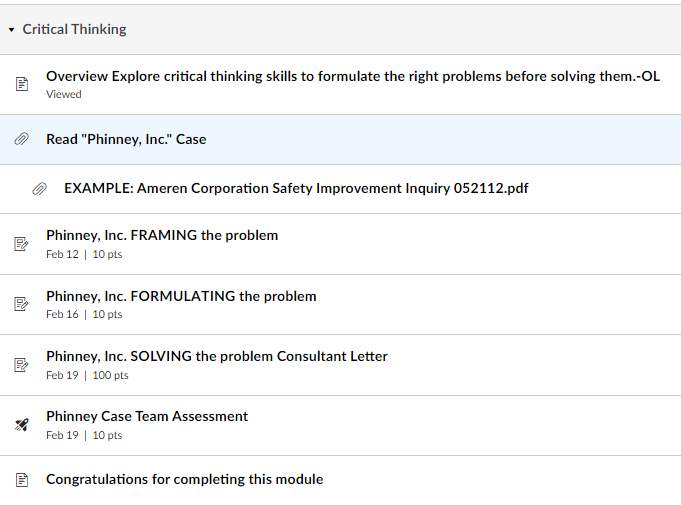 Critical Thinking
Overview Explore critical thinking skills to formulate the right problems before solving them.-OL
Viewed
Read "Phinney, Inc." Case
EXAMPLE: Ameren Corporation Safety Improvement Inquiry 052112.pdf
Phinney, Inc. FRAMING the problem
Feb 12 | 10 pts
Phinney, Inc. FORMULATING the problem
Feb 16 | 10 pts
Phinney, Inc. SOLVING the problem Consultant Letter
Feb 19 | 100 pts
Phinney Case Team Assessment
Feb 19 | 10 pts
Congratulations for completing this module